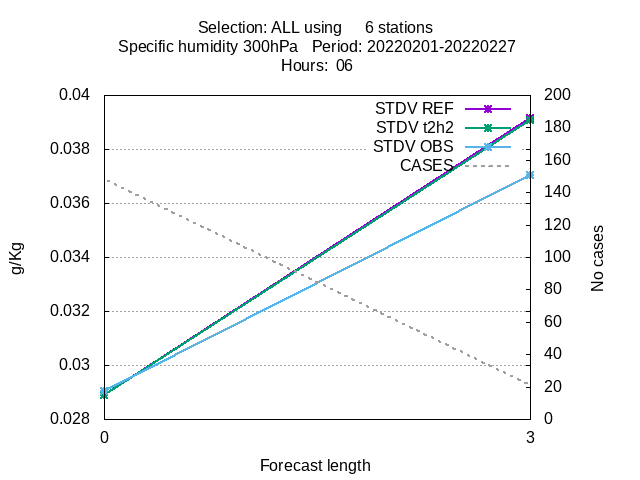 Selection: ALL using     6 stations
Specific humidity 300hPa   Period: 20220201-20220227
Hours:  06
STDV REF
STDV t2h2
STDV OBS
CASES
0.04
0.038
0.036
0.034
0.032
0.03
0.028
200
180
160
140
120
100
80
60
40
20
0
g/Kg
No cases
0
3
Forecast length